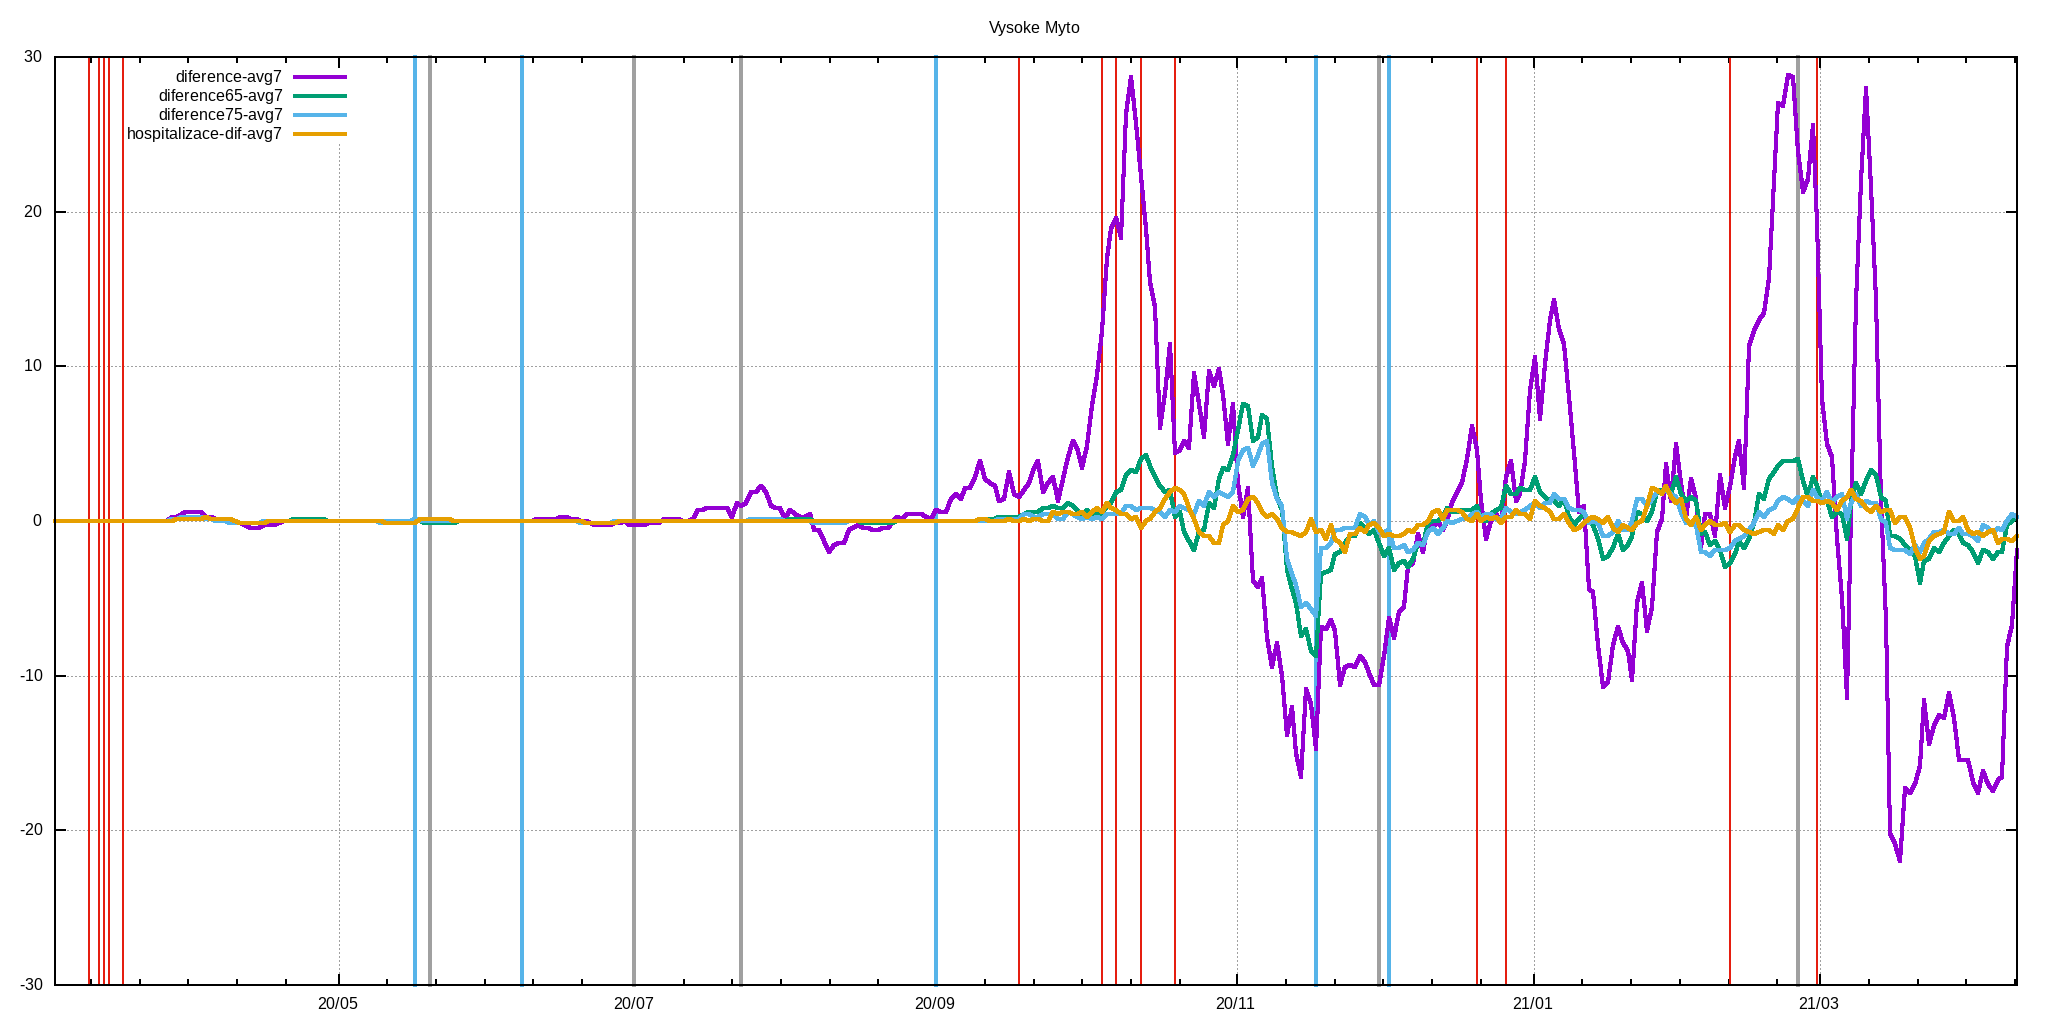 Vysoke Myto
30
diference-avg7
diference65-avg7
diference75-avg7
hospitalizace-dif-avg7
20
10
0
-10
-20
-30
20/05 20/07 20/09 20/11 21/01 21/03